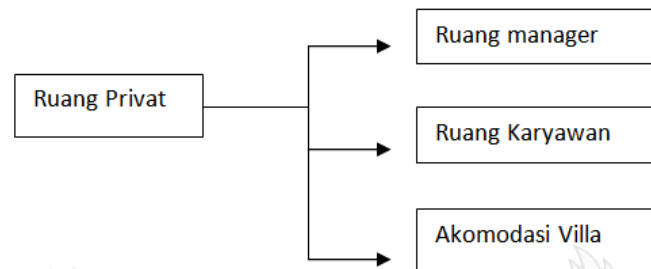 Ruang manager
Ruang Privat
Ruang Karyawan
Akomodasi Villa